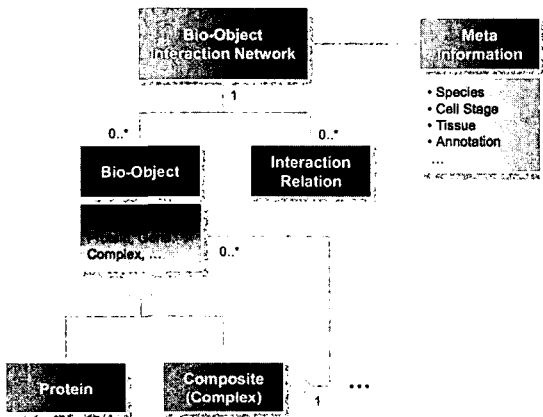 Bio-Object
Interaction Network
Meta
Information
• Species
• Cell Stage
• Tissue
• Annotation
...
1
0..*
0..*
Bio-Object
Interaction
Relation
Complex, ...
0..*
Protein
Composite
(Complex)
1
...